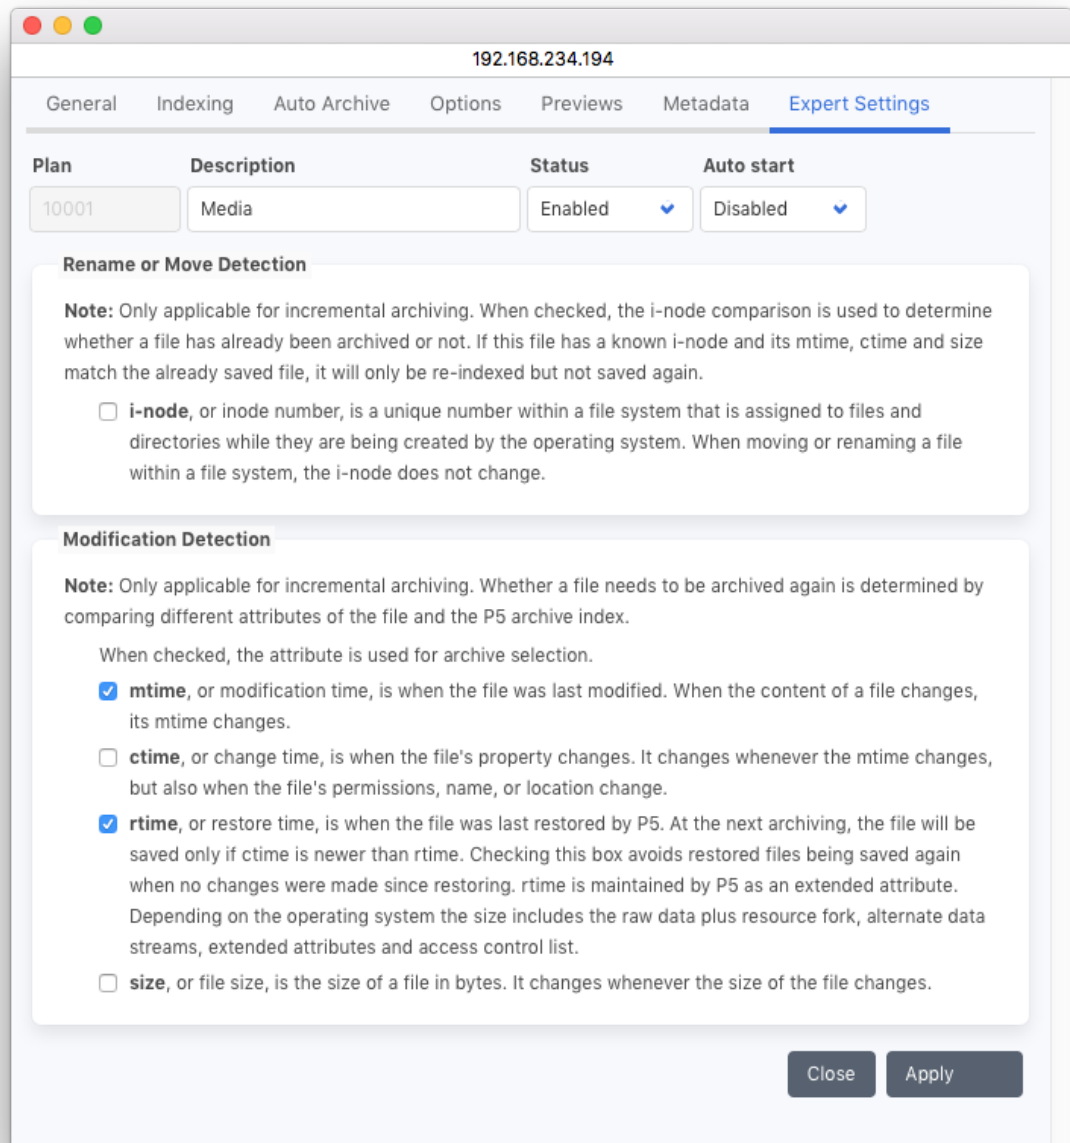 192.168.234.194
General Indexing Auto Archive Options Previews Metadata Expert Settings
Plan Description Status Auto start
10001 Media Enabled Disabled
Rename or Move Detection
Note: Only applicable for incremental archiving. When checked, the i-node comparison is used to determine
whether a file has already been archived or not. If this file has a known i-node and its mtime, ctime and size
match the already saved file, it will only be re-indexed but not saved again.
i-node, or inode number, is a unique number within a file system that is assigned to files and
directories while they are being created by the operating system. When moving or renaming a file
within a file system, the i-node does not change.
Modification Detection
Note: Only applicable for incremental archiving. Whether a file needs to be archived again is determined by
comparing different attributes of the file and the P5 archive index.
When checked, the attribute is used for archive selection.
mtime, or modification time, is when the file was last modified. When the content of a file changes,
its mtime changes.
ctime, or change time, is when the file's property changes. It changes whenever the mtime changes,
but also when the file's permissions, name, or location change.
rtime, or restore time, is when the file was last restored by P5. At the next archiving, the file will be
saved only if ctime is newer than rtime. Checking this box avoids restored files being saved again
when no changes were made since restoring. rtime is maintained by P5 as an extended attribute.
Depending on the operating system the size includes the raw data plus resource fork, alternate data
streams, extended attributes and access control list.
size, or file size, is the size of a file in bytes. It changes whenever the size of the file changes.
Close Apply